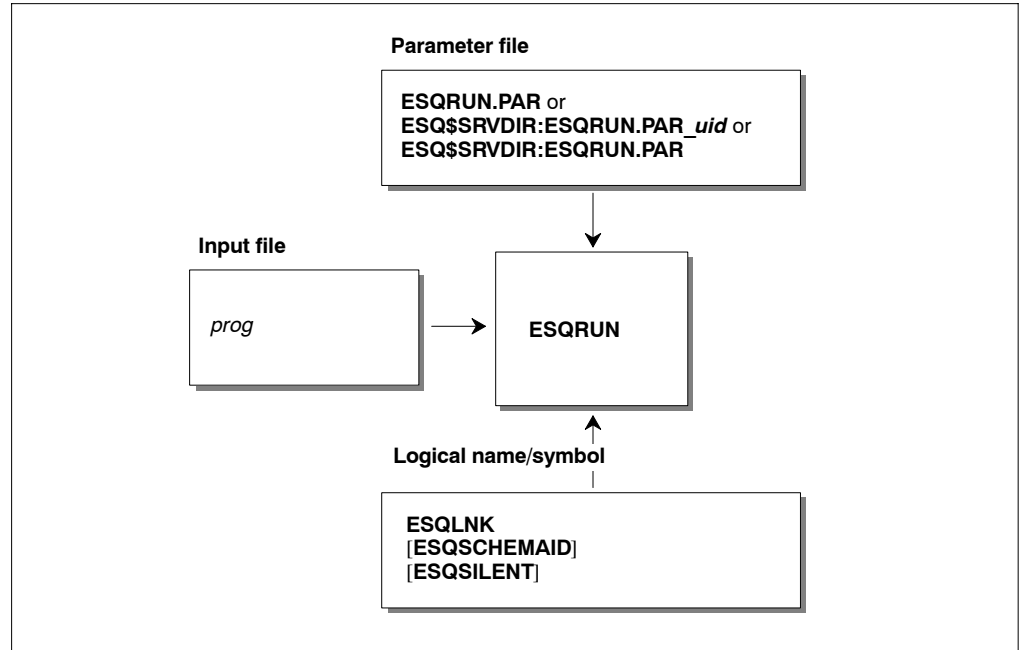 Parameter file
ESQRUN.PAR or
ESQ$SRVDIR:ESQRUN.PAR_uid or
ESQ$SRVDIR:ESQRUN.PAR
Input file
prog
ESQRUN
Logical name/symbol
ESQLNK
[ESQSCHEMAID]
[ESQSILENT]